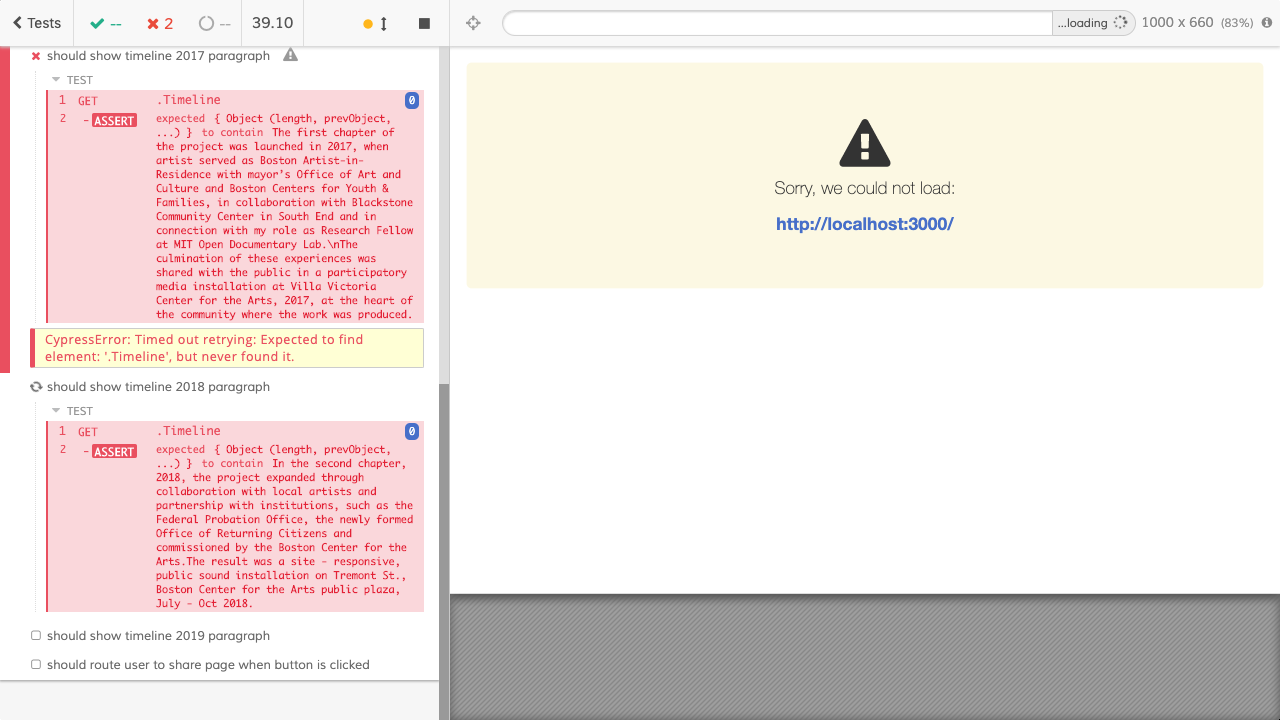 Tests
--
2
--
39.10
...loading
1000 x 660 (83%)
should show timeline 2017 paragraph
TEST
1 GET .Timeline 0
2 -ASSERT expected { Object (length, prevObject,
...) } to contain The first chapter of
the project was launched in 2017, when
artist served as Boston Artist-in-
Residence with mayor's Office of Art and
Culture and Boston Centers for Youth &
Families, in collaboration with Blackstone
Community Center in South End and in
connection with my role as Research Fellow
at MIT Open Documentary Lab.\nThe
culmination of these experiences was
shared with the public in a participatory
media installation at Villa Victoria
Center for the Arts, 2017, at the heart of
the community where the work was produced.
CypressError: Timed out retrying: Expected to find
element: '.Timeline', but never found it.
should show timeline 2018 paragraph
TEST
1 GET .Timeline 0
2 -ASSERT expected { Object (length, prevObject,
...) } to contain In the second chapter,
2018, the project expanded through
collaboration with local artists and
partnership with institutions, such as the
Federal Probation Office, the newly formed
Office of Returning Citizens and
commissioned by the Boston Center for the
Arts.The result was a site - responsive,
public sound installation on Tremont St.,
Boston Center for the Arts public plaza,
July - Oct 2018.
should show timeline 2019 paragraph
should route user to share page when button is clicked
Sorry, we could not load:
http://localhost:3000/